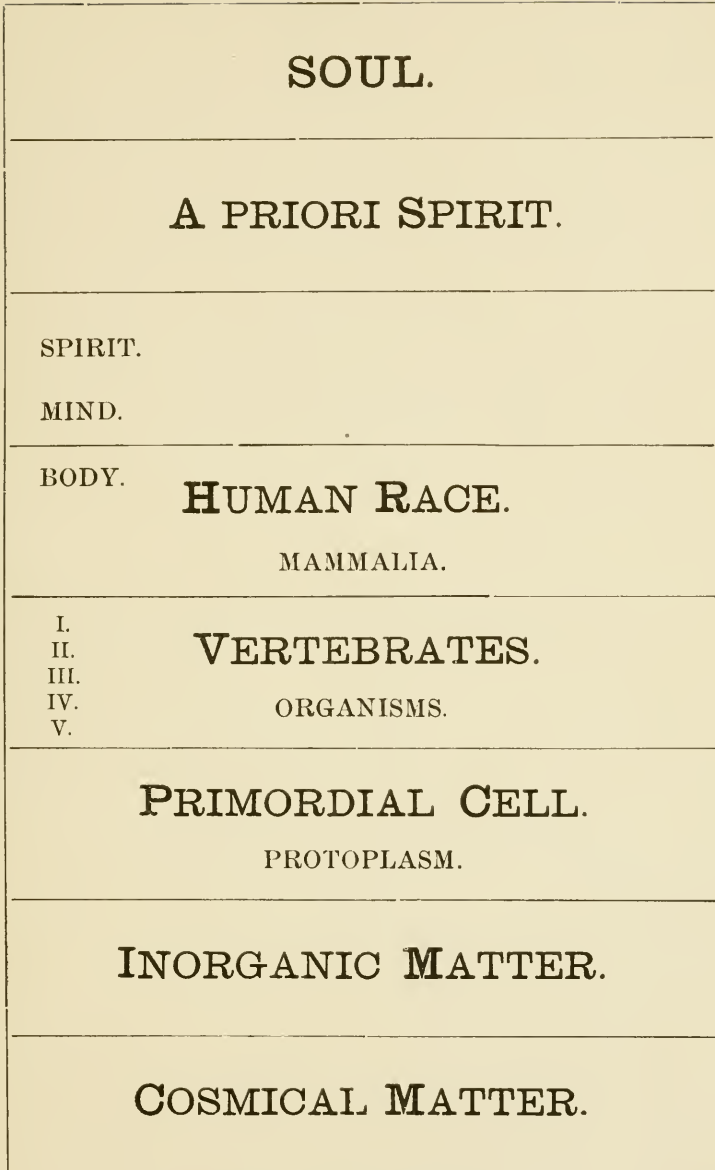 SOUL.
A PRIORI SPIRIT.
SPIRIT.
MIND.
BODY.
HUMAN RACE.
MAMMALIA.
I.
II.
III.
IV.
V.
VERTEBRATES.
ORGANISMS.
PRIMORDIAL CELL.
PROTOPLASM.
INORGANIC MATTER.
COSMICAL MATTER.